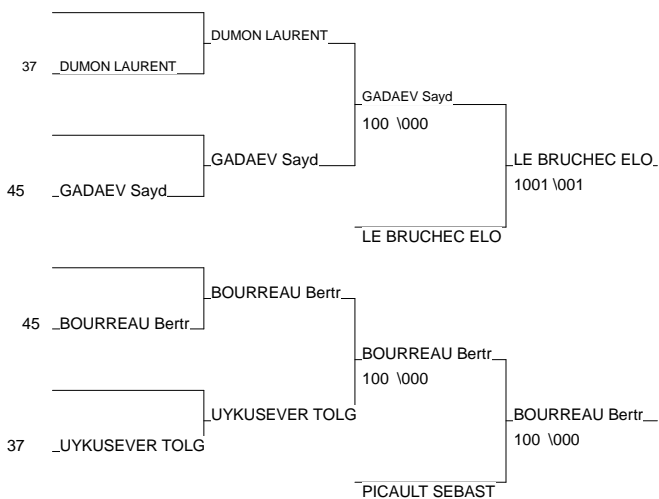 DUMON LAURENT
37 DUMON LAURENT
GADAEV Sayd
100 \000
GADAEV Sayd
LE BRUCHEC ELO
45 GADAEV Sayd
1001 \001
LE BRUCHEC ELO
BOURREAU Bertr
45 BOURREAU Bertr
BOURREAU Bertr
100 \000
UYKUSEVER TOLG
BOURREAU Bertr
37 UYKUSEVER TOLG
100 \000
PICAULT SEBAST